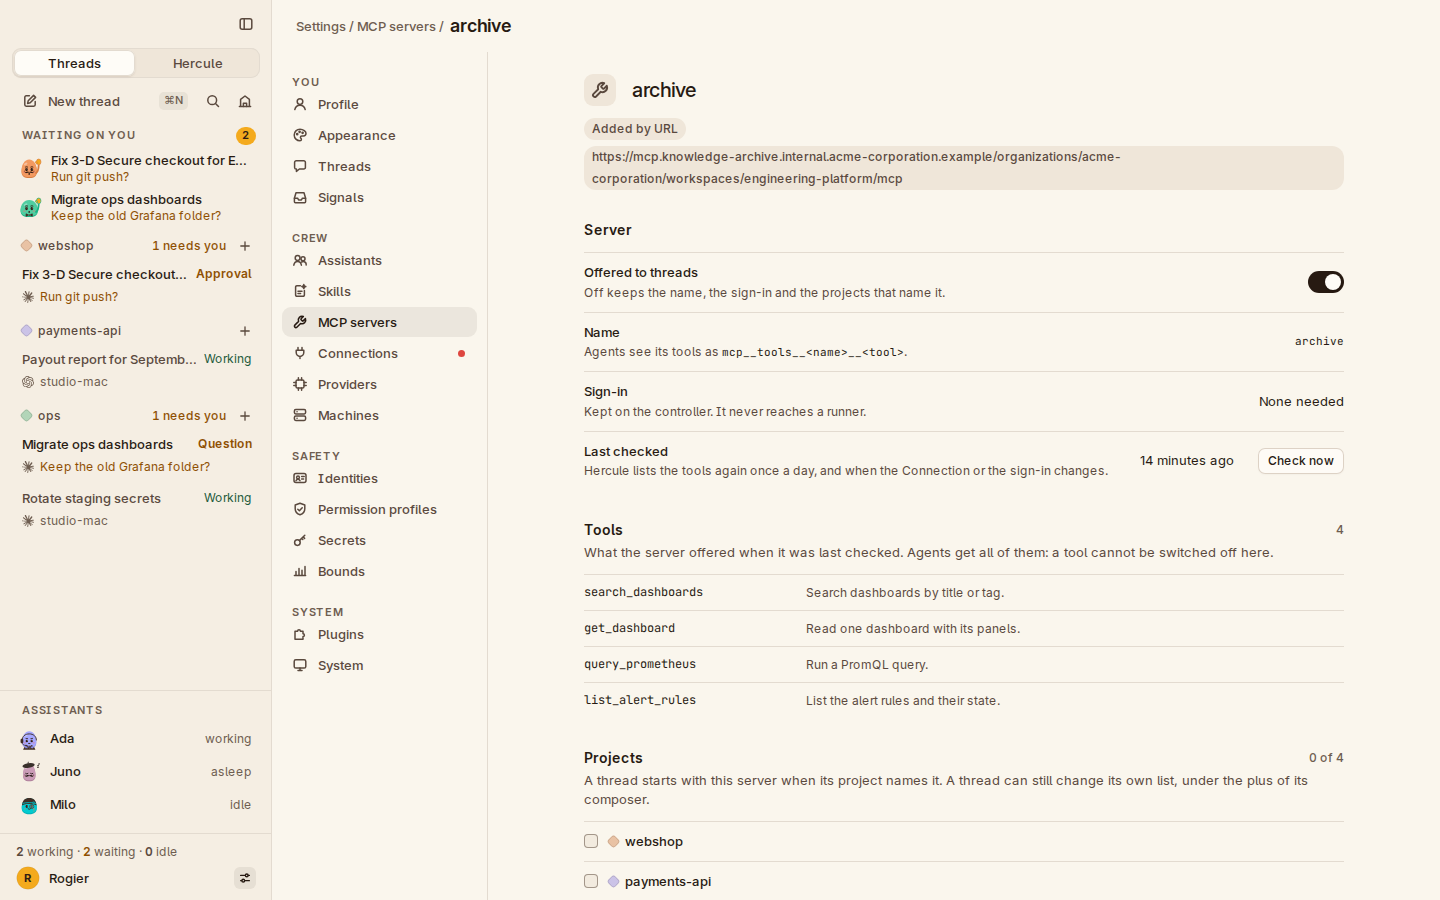 Threads
Hercule
New thread
⌘N
WAITING ON YOU
2
Fix 3-D Secure checkout for E...
Run git push?
Migrate ops dashboards
Keep the old Grafana folder?
webshop
1 needs you
Fix 3-D Secure checkout...
Approval
Run git push?
payments-api
Payout report for Septemb...
Working
studio-mac
ops
1 needs you
Migrate ops dashboards
Question
Keep the old Grafana folder?
Rotate staging secrets
Working
studio-mac
ASSISTANTS
Ada
working
Juno
asleep
Milo
idle
2 working · 2 waiting · 0 idle
R
Rogier
Settings / MCP servers / archive
YOU
Profile
Appearance
Threads
Signals
CREW
Assistants
Skills
MCP servers
Connections
Providers
Machines
SAFETY
Identities
Permission profiles
Secrets
Bounds
SYSTEM
Plugins
System
archive
Added by URL
https://mcp.knowledge-archive.internal.acme-corporation.example/organizations/acme-
corporation/workspaces/engineering-platform/mcp
Server
Offered to threads
Off keeps the name, the sign-in and the projects that name it.
Name
Agents see its tools as mcp__tools__<name>__<tool>.
archive
Sign-in
Kept on the controller. It never reaches a runner.
None needed
Last checked
Hercule lists the tools again once a day, and when the Connection or the sign-in changes.
14 minutes ago
Check now
Tools
4
What the server offered when it was last checked. Agents get all of them: a tool cannot be switched off here.
search_dashboards
Search dashboards by title or tag.
get_dashboard
Read one dashboard with its panels.
query_prometheus
Run a PromQL query.
list_alert_rules
List the alert rules and their state.
Projects
0 of 4
A thread starts with this server when its project names it. A thread can still change its own list, under the plus of its
composer.
webshop
payments-api